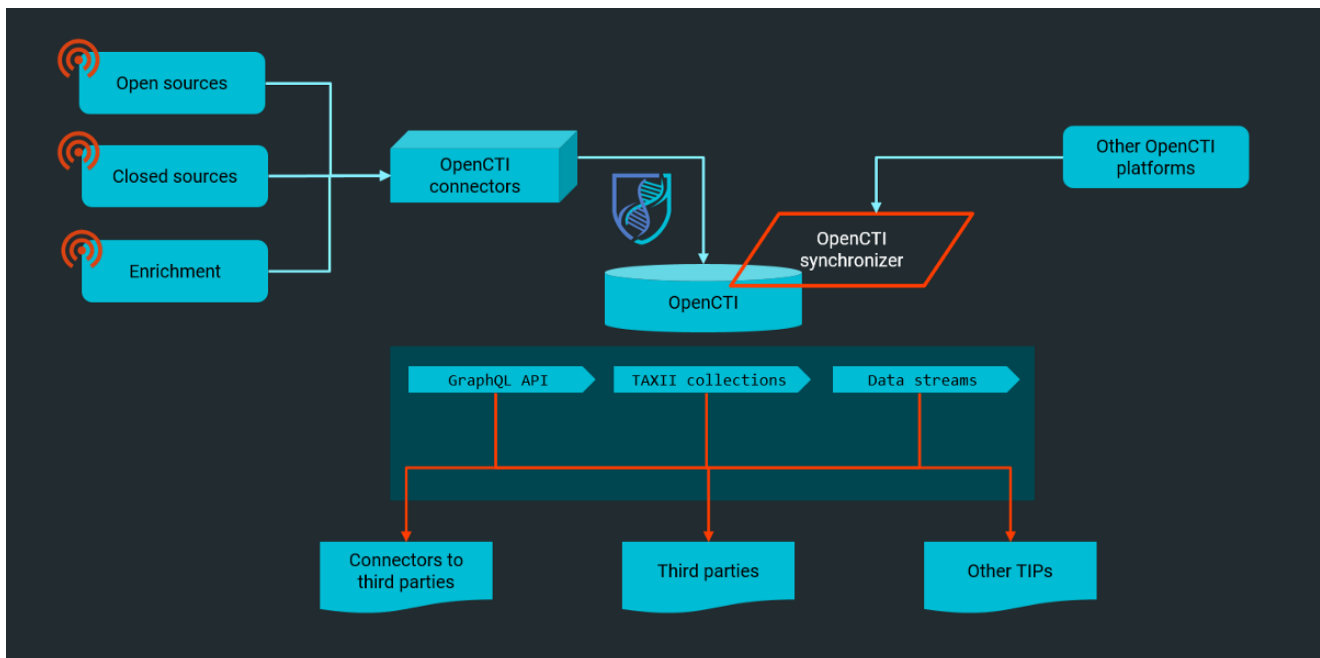 Open sources
Closed sources
Enrichment
OpenCTI
connectors
Other OpenCTI
platforms
OpenCTI
synchronizer
OpenCTI
GraphQL API
TAXII collections
Data streams
Connectors to
third parties
Third parties
Other TIPs